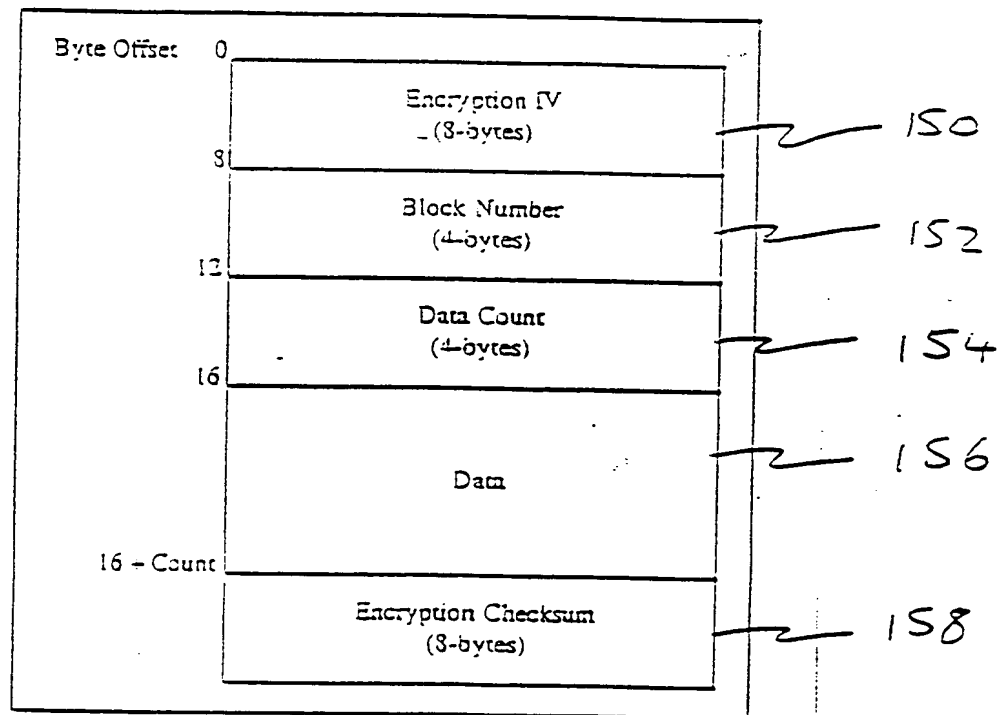 Byte Offset 0
Encryption IV
(8-bytes)
150
8
Block Number
(4-bytes)
152
12
Data Count
(4-bytes)
154
16
Data
156
16 + Count
Encryption Checksum
(8-bytes)
158